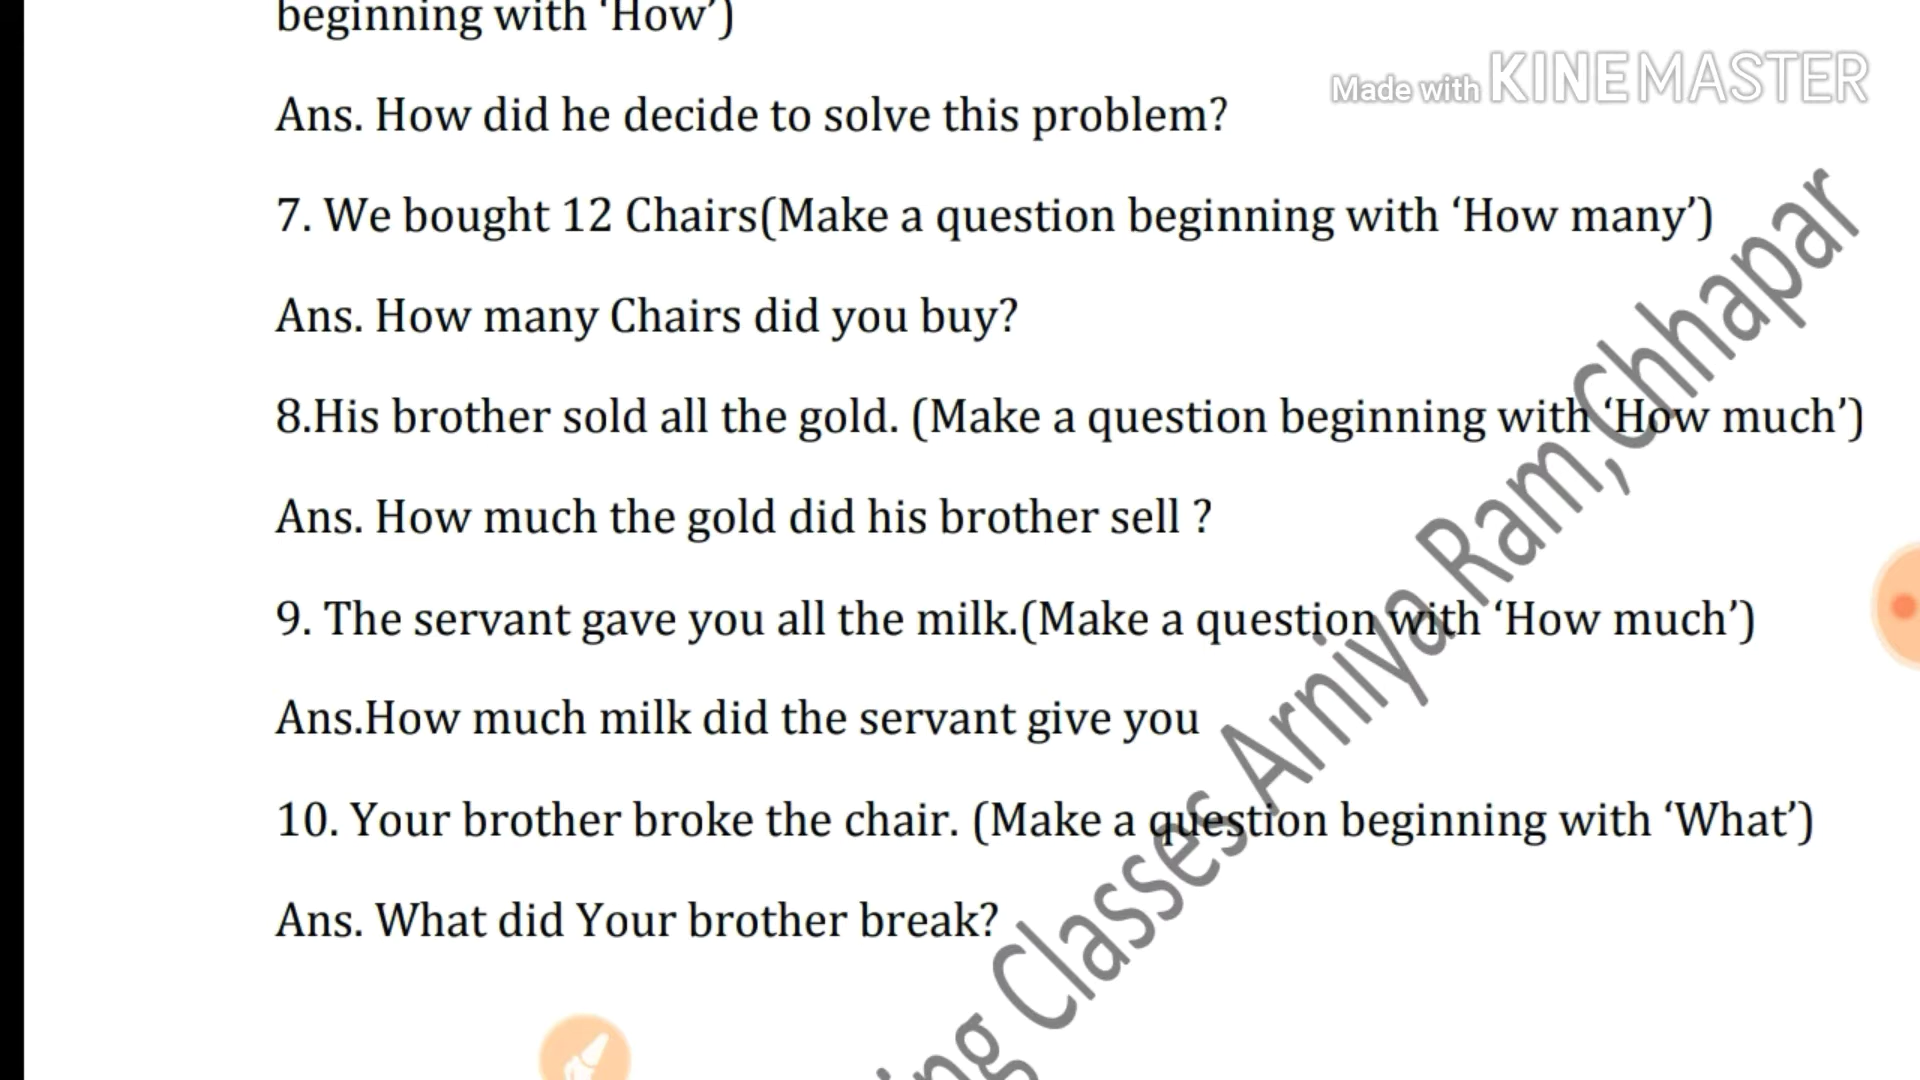 beginning with ‘How’)
Made with KINEMASTER
Ans. How did he decide to solve this problem?
7. We bought 12 Chairs(Make a question beginning with ‘How many’)
Ans. How many Chairs did you buy?
8.His brother sold all the gold. (Make a question beginning with ‘How much’)
Ans. How much the gold did his brother sell ?
9. The servant gave you all the milk.(Make a question with ‘How much’)
Ans.How much milk did the servant give you
10. Your brother broke the chair. (Make a question beginning with ‘What’)
Ans. What did Your brother break?
ing Classes Arniya Ram,Chhapar